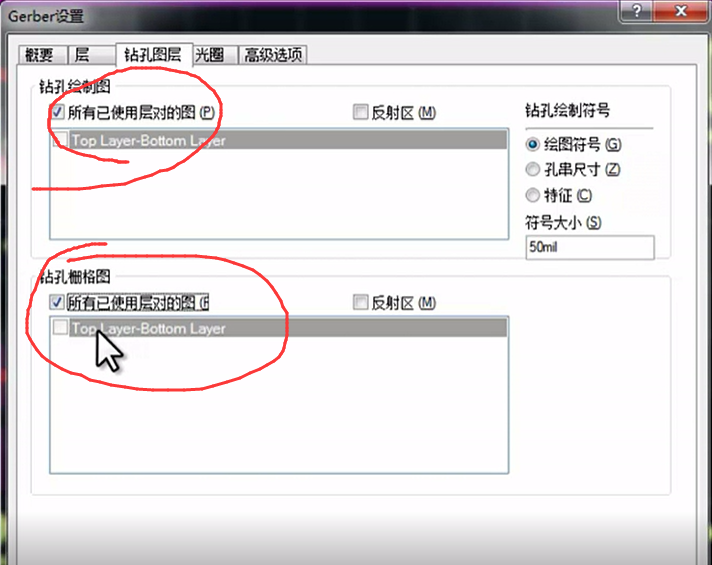 Gerber设置
概要 层 钻孔图层 光圈 高级选项
钻孔绘制图
所有已使用层对的图 (P) 反射区 (M)
Top Layer-Bottom Layer
钻孔绘制符号
绘图符号 (G)
孔串尺寸 (Z)
特征 (C)
符号大小 (S)
50mil
钻孔栅格图
所有已使用层对的图 反射区 (M)
Top Layer-Bottom Layer